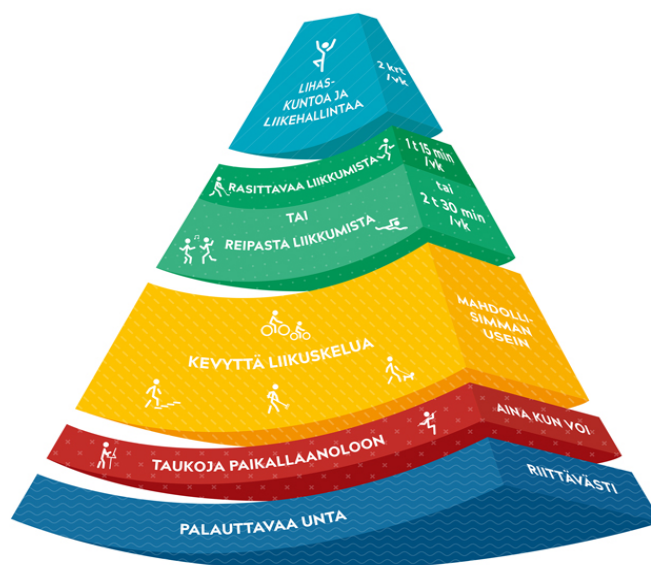 LIHAS-
KUNTOA JA
LIIKEHALLINTAA
2 krt
/vk
RASITTAVAA LIIKKUMISTA
1 t 15 min
/vk
TAI
tai
REIPASTA LIIKKUMISTA
2 t 30 min
/vk
KEVYTTÄ LIIKUSKELUA
MAHDOLLI-
SIMMAN
USEIN
TAUKOJA PAIKALLAANOLOON
AINA KUN VOI
PALAUTTAVAA UNTA
RIITTÄVÄSTI